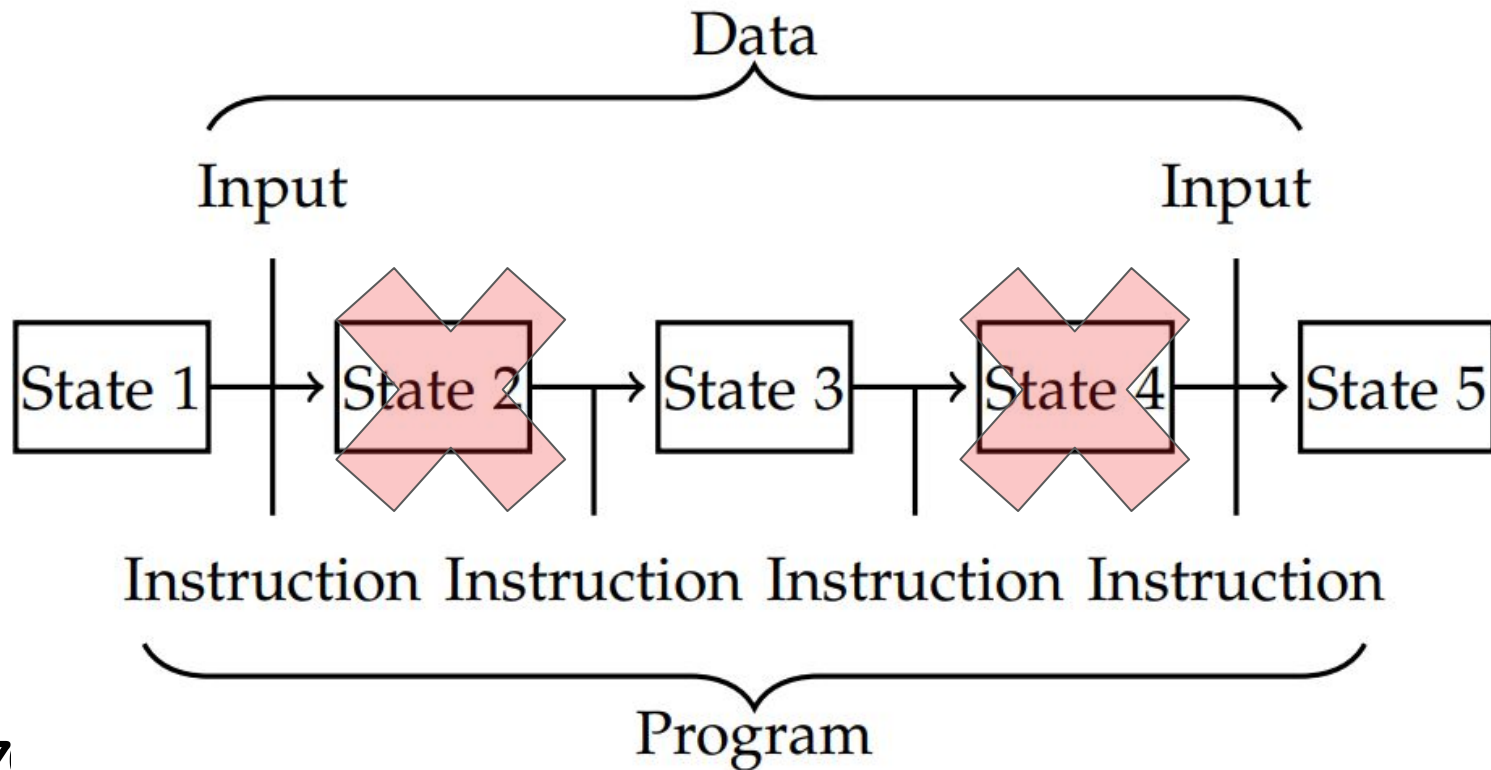 Data
Input Input
State 1 State 2 State 3 State 4 State 5
Instruction Instruction Instruction Instruction
Program